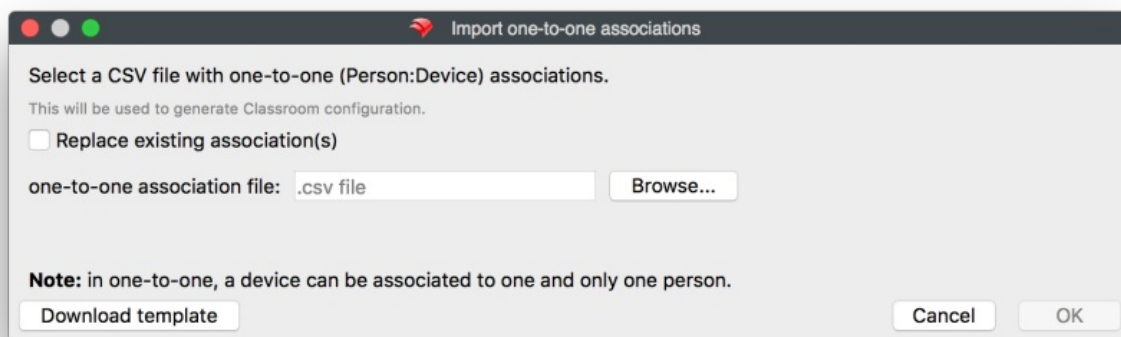 Import one-to-one associations
Select a CSV file with one-to-one (Person:Device) associations.
This will be used to generate Classroom configuration.
Replace existing association(s)
one-to-one association file: .csv file Browse...
Note: in one-to-one, a device can be associated to one and only one person.
Download template Cancel OK